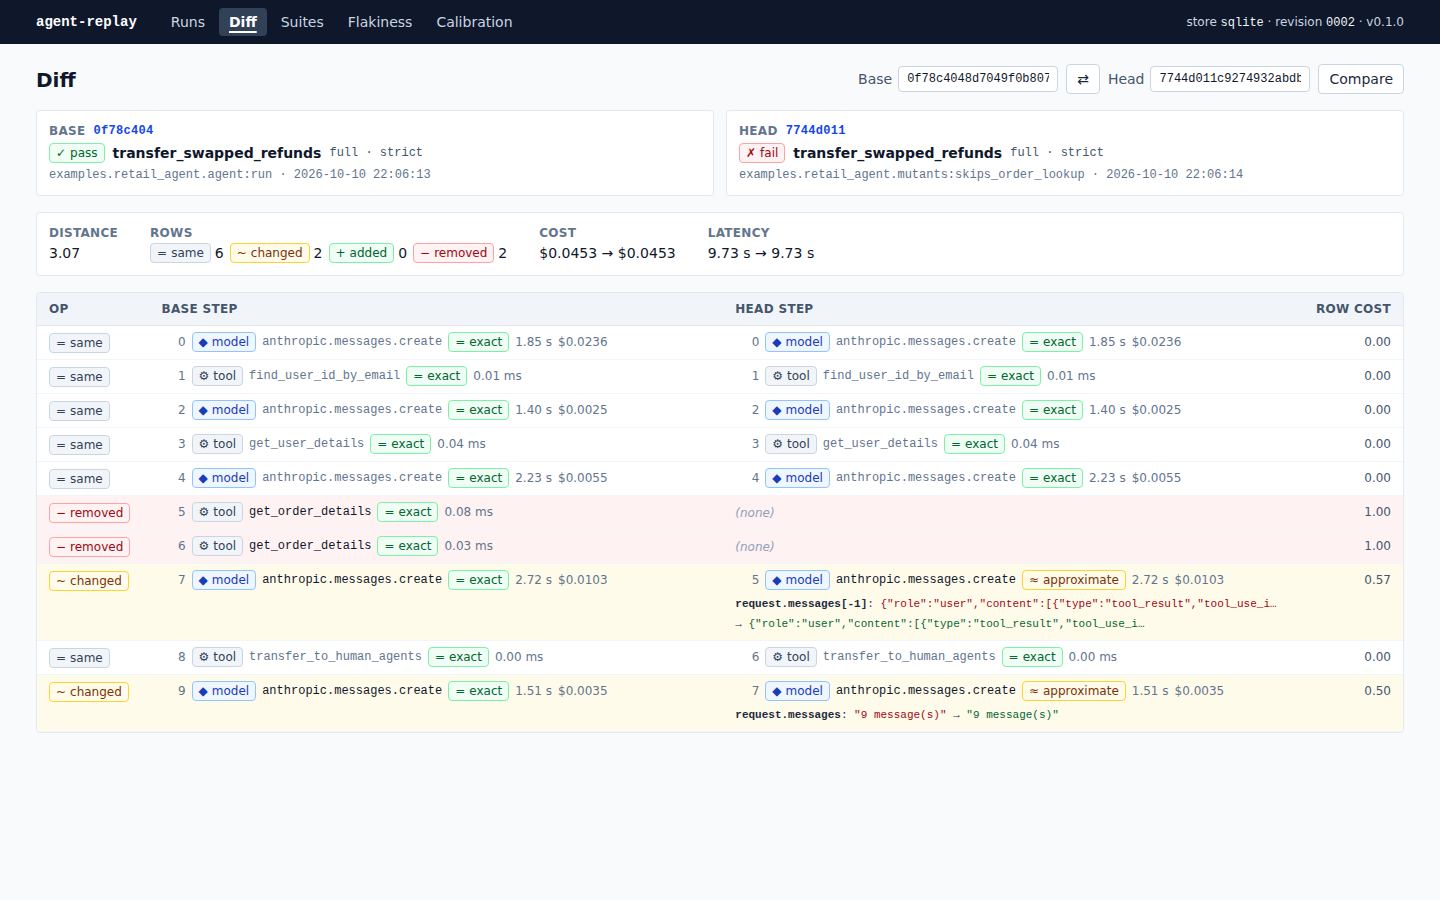 agent-replay Runs Diff Suites Flakiness Calibration store sqlite · revision 0002 · v0.1.0
Diff Base 0f78c4048d7049f0b807 ⇄ Head 7744d011c9274932abdb Compare
BASE 0f78c404
✓ pass transfer_swapped_refunds full · strict
examples.retail_agent.agent:run · 2026-10-10 22:06:13
HEAD 7744d011
✗ fail transfer_swapped_refunds full · strict
examples.retail_agent.mutants:skips_order_lookup · 2026-10-10 22:06:14
DISTANCE ROWS COST LATENCY
3.07 = same 6 ~ changed 2 + added 0 − removed 2 $0.0453 → $0.0453 9.73 s → 9.73 s
OP BASE STEP HEAD STEP ROW COST
= same 0 ◆ model anthropic.messages.create = exact 1.85 s $0.0236 0 ◆ model anthropic.messages.create = exact 1.85 s $0.0236 0.00
= same 1 ⚙ tool find_user_id_by_email = exact 0.01 ms 1 ⚙ tool find_user_id_by_email = exact 0.01 ms 0.00
= same 2 ◆ model anthropic.messages.create = exact 1.40 s $0.0025 2 ◆ model anthropic.messages.create = exact 1.40 s $0.0025 0.00
= same 3 ⚙ tool get_user_details = exact 0.04 ms 3 ⚙ tool get_user_details = exact 0.04 ms 0.00
= same 4 ◆ model anthropic.messages.create = exact 2.23 s $0.0055 4 ◆ model anthropic.messages.create = exact 2.23 s $0.0055 0.00
− removed 5 ⚙ tool get_order_details = exact 0.08 ms (none) 1.00
− removed 6 ⚙ tool get_order_details = exact 0.03 ms (none) 1.00
~ changed 7 ◆ model anthropic.messages.create = exact 2.72 s $0.0103 5 ◆ model anthropic.messages.create ≈ approximate 2.72 s $0.0103 0.57
request.messages[-1]: {"role":"user","content":[{"type":"tool_result","tool_use_i…
→ {"role":"user","content":[{"type":"tool_result","tool_use_i…
= same 8 ⚙ tool transfer_to_human_agents = exact 0.00 ms 6 ⚙ tool transfer_to_human_agents = exact 0.00 ms 0.00
~ changed 9 ◆ model anthropic.messages.create = exact 1.51 s $0.0035 7 ◆ model anthropic.messages.create ≈ approximate 1.51 s $0.0035 0.50
request.messages: "9 message(s)" → "9 message(s)"